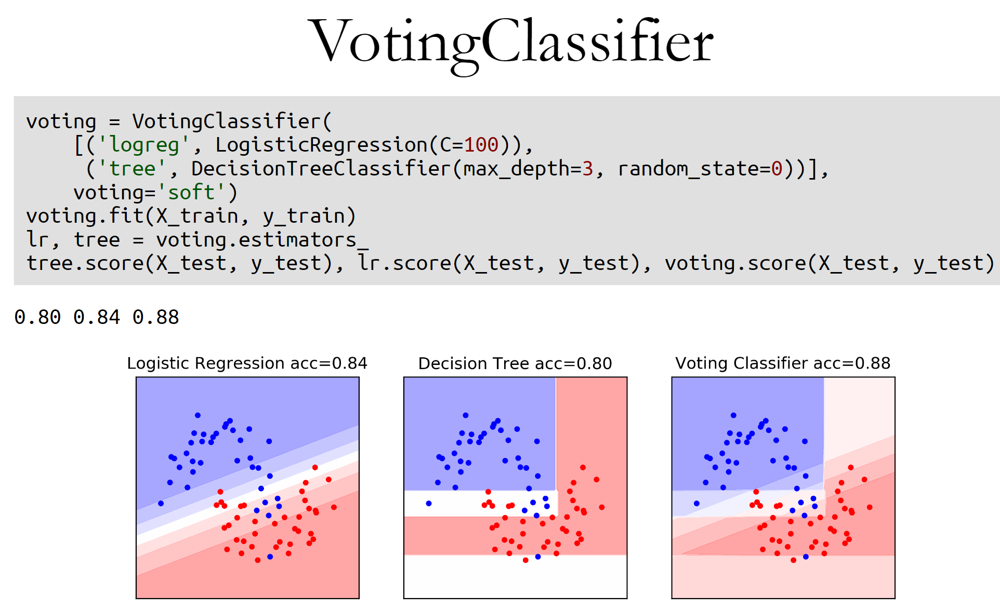 VotingClassifier
voting = VotingClassifier(
    [('logreg', LogisticRegression(C=100)),
     ('tree', DecisionTreeClassifier(max_depth=3, random_state=0))],
    voting='soft')
voting.fit(X_train, y_train)
lr, tree = voting.estimators_
tree.score(X_test, y_test), lr.score(X_test, y_test), voting.score(X_test, y_test)
0.80 0.84 0.88
Logistic Regression acc=0.84
Decision Tree acc=0.80
Voting Classifier acc=0.88